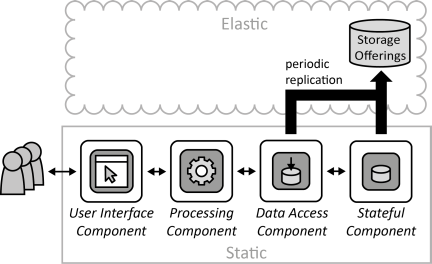 Elastic
Storage
Offerings
periodic
replication
User Interface
Component
Processing
Component
Data Access
Component
Stateful
Component
Static